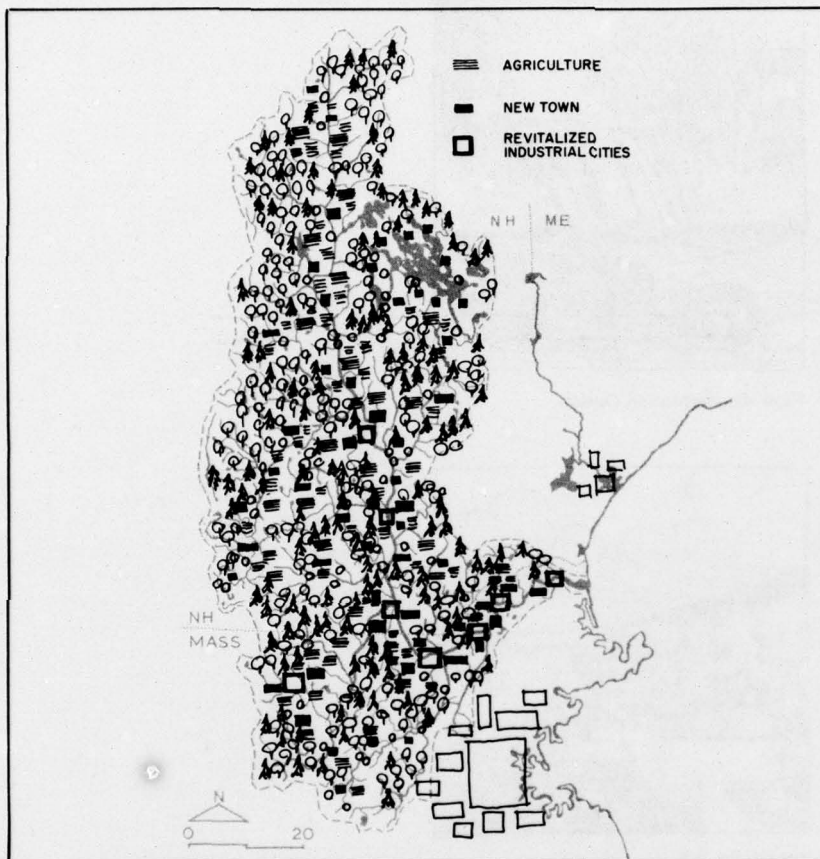 AGRICULTURE
NEW TOWN
REVITALIZED
INDUSTRIAL CITIES
NH ME
NH
MASS
N
0 20